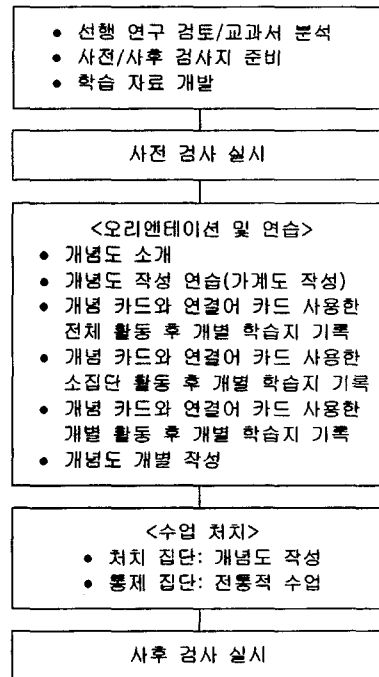 • 선행 연구 검토/교과서 분석
• 사전/사후 검사지 준비
• 학습 자료 개발
사전 검사 실시
<오리엔테이션 및 연습>
• 개념도 소개
• 개념도 작성 연습(가계도 작성)
• 개념 카드와 연결어 카드 사용한
전체 활동 후 개별 학습지 기록
• 개념 카드와 연결어 카드 사용한
소집단 활동 후 개별 학습지 기록
• 개념 카드와 연결어 카드 사용한
개별 활동 후 개별 학습지 기록
• 개념도 개별 작성
<수업 처치>
• 처치 집단: 개념도 작성
• 통제 집단: 전통적 수업
사후 검사 실시